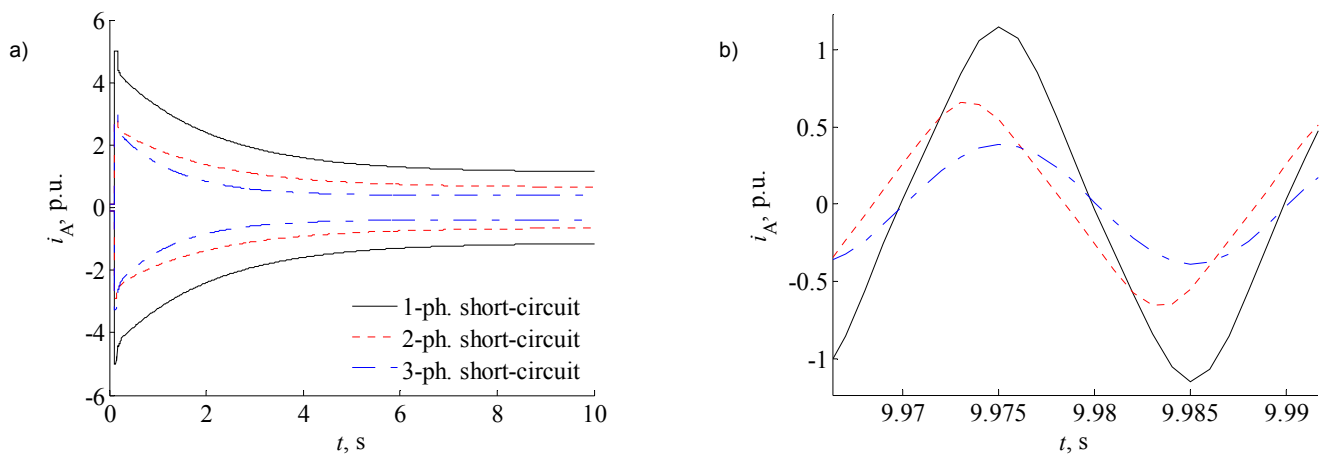 a)
6
4
2
0
-2
-4
-6
i_A, p.u.
1-ph. short-circuit
2-ph. short-circuit
3-ph. short-circuit
0 2 4 6 8 10
t, s
b)
1
0.5
0
-0.5
-1
i_A, p.u.
9.97 9.975 9.98 9.985 9.99
t, s